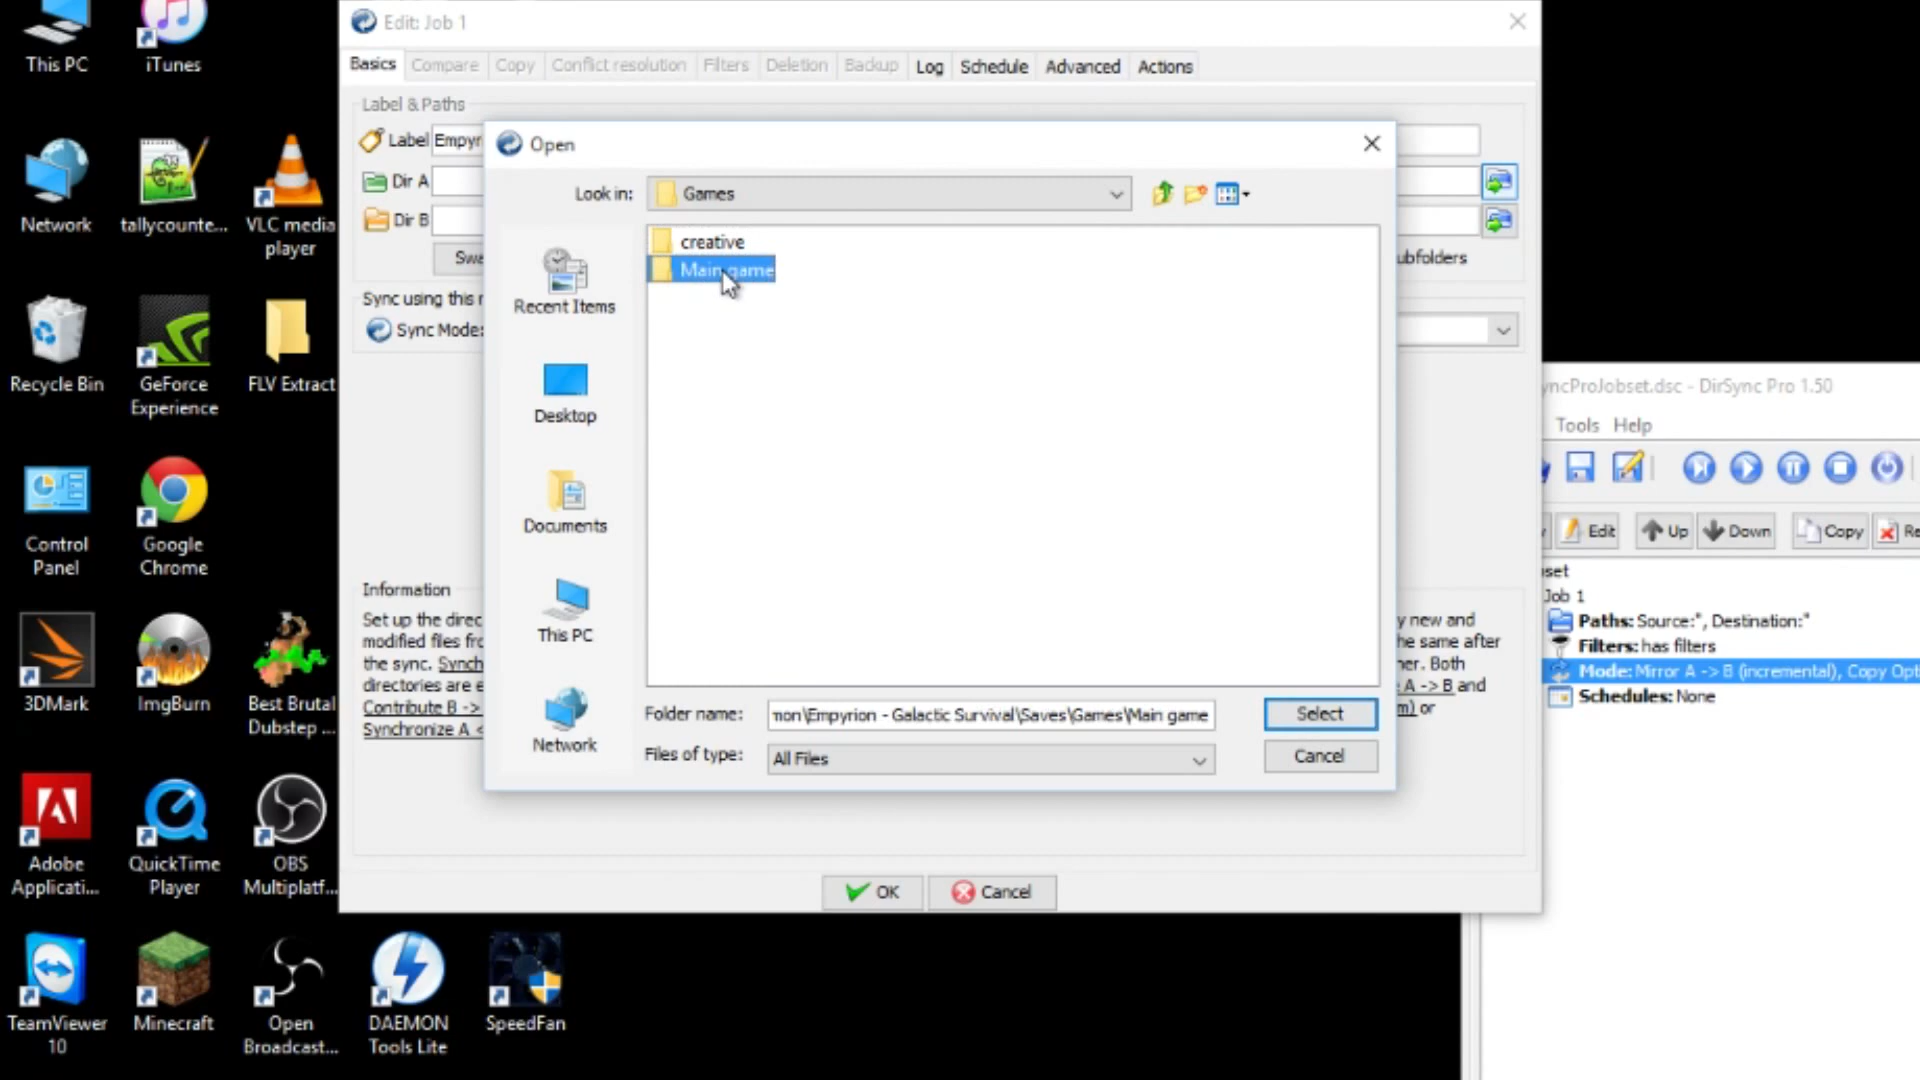 This PC
iTunes
Network
tallycounte...
VLC media
player
Recycle Bin
GeForce
Experience
FLV Extract
Control
Panel
Google
Chrome
3DMark
ImgBurn
Best Brutal
Dubstep ...
Adobe
Applicati...
QuickTime
Player
OBS
Multiplatf...
TeamViewer
10
Minecraft
Open
Broadcast...
DAEMON
Tools Lite
SpeedFan
Edit: Job 1
Basics Compare Copy Conflict resolution Filters Deletion Backup Log Schedule Advanced Actions
Label & Paths
Label Empyri
Dir A
Dir B
Swa
ubfolders
Sync using this
Sync Mode:
Information
Set up the direc
modified files fro
the sync. Synch
directories are e
Contribute B ->
Synchronize A <
y new and
he same after
her. Both
A -> B and
m) or
OK
Cancel
Open
Look in:
Games
creative
Main game
Recent Items
Desktop
Documents
This PC
Network
Folder name:
mon\Empyrion - Galactic Survival\Saves\Games\Main game
Select
Files of type:
All Files
Cancel
yncProJobset.dsc - DirSync Pro 1.50
Tools Help
Edit Up Down Copy Re
set
Job 1
Paths: Source:", Destination:"
Filters: has filters
Mode: Mirror A -> B (incremental), Copy Opt
Schedules: None